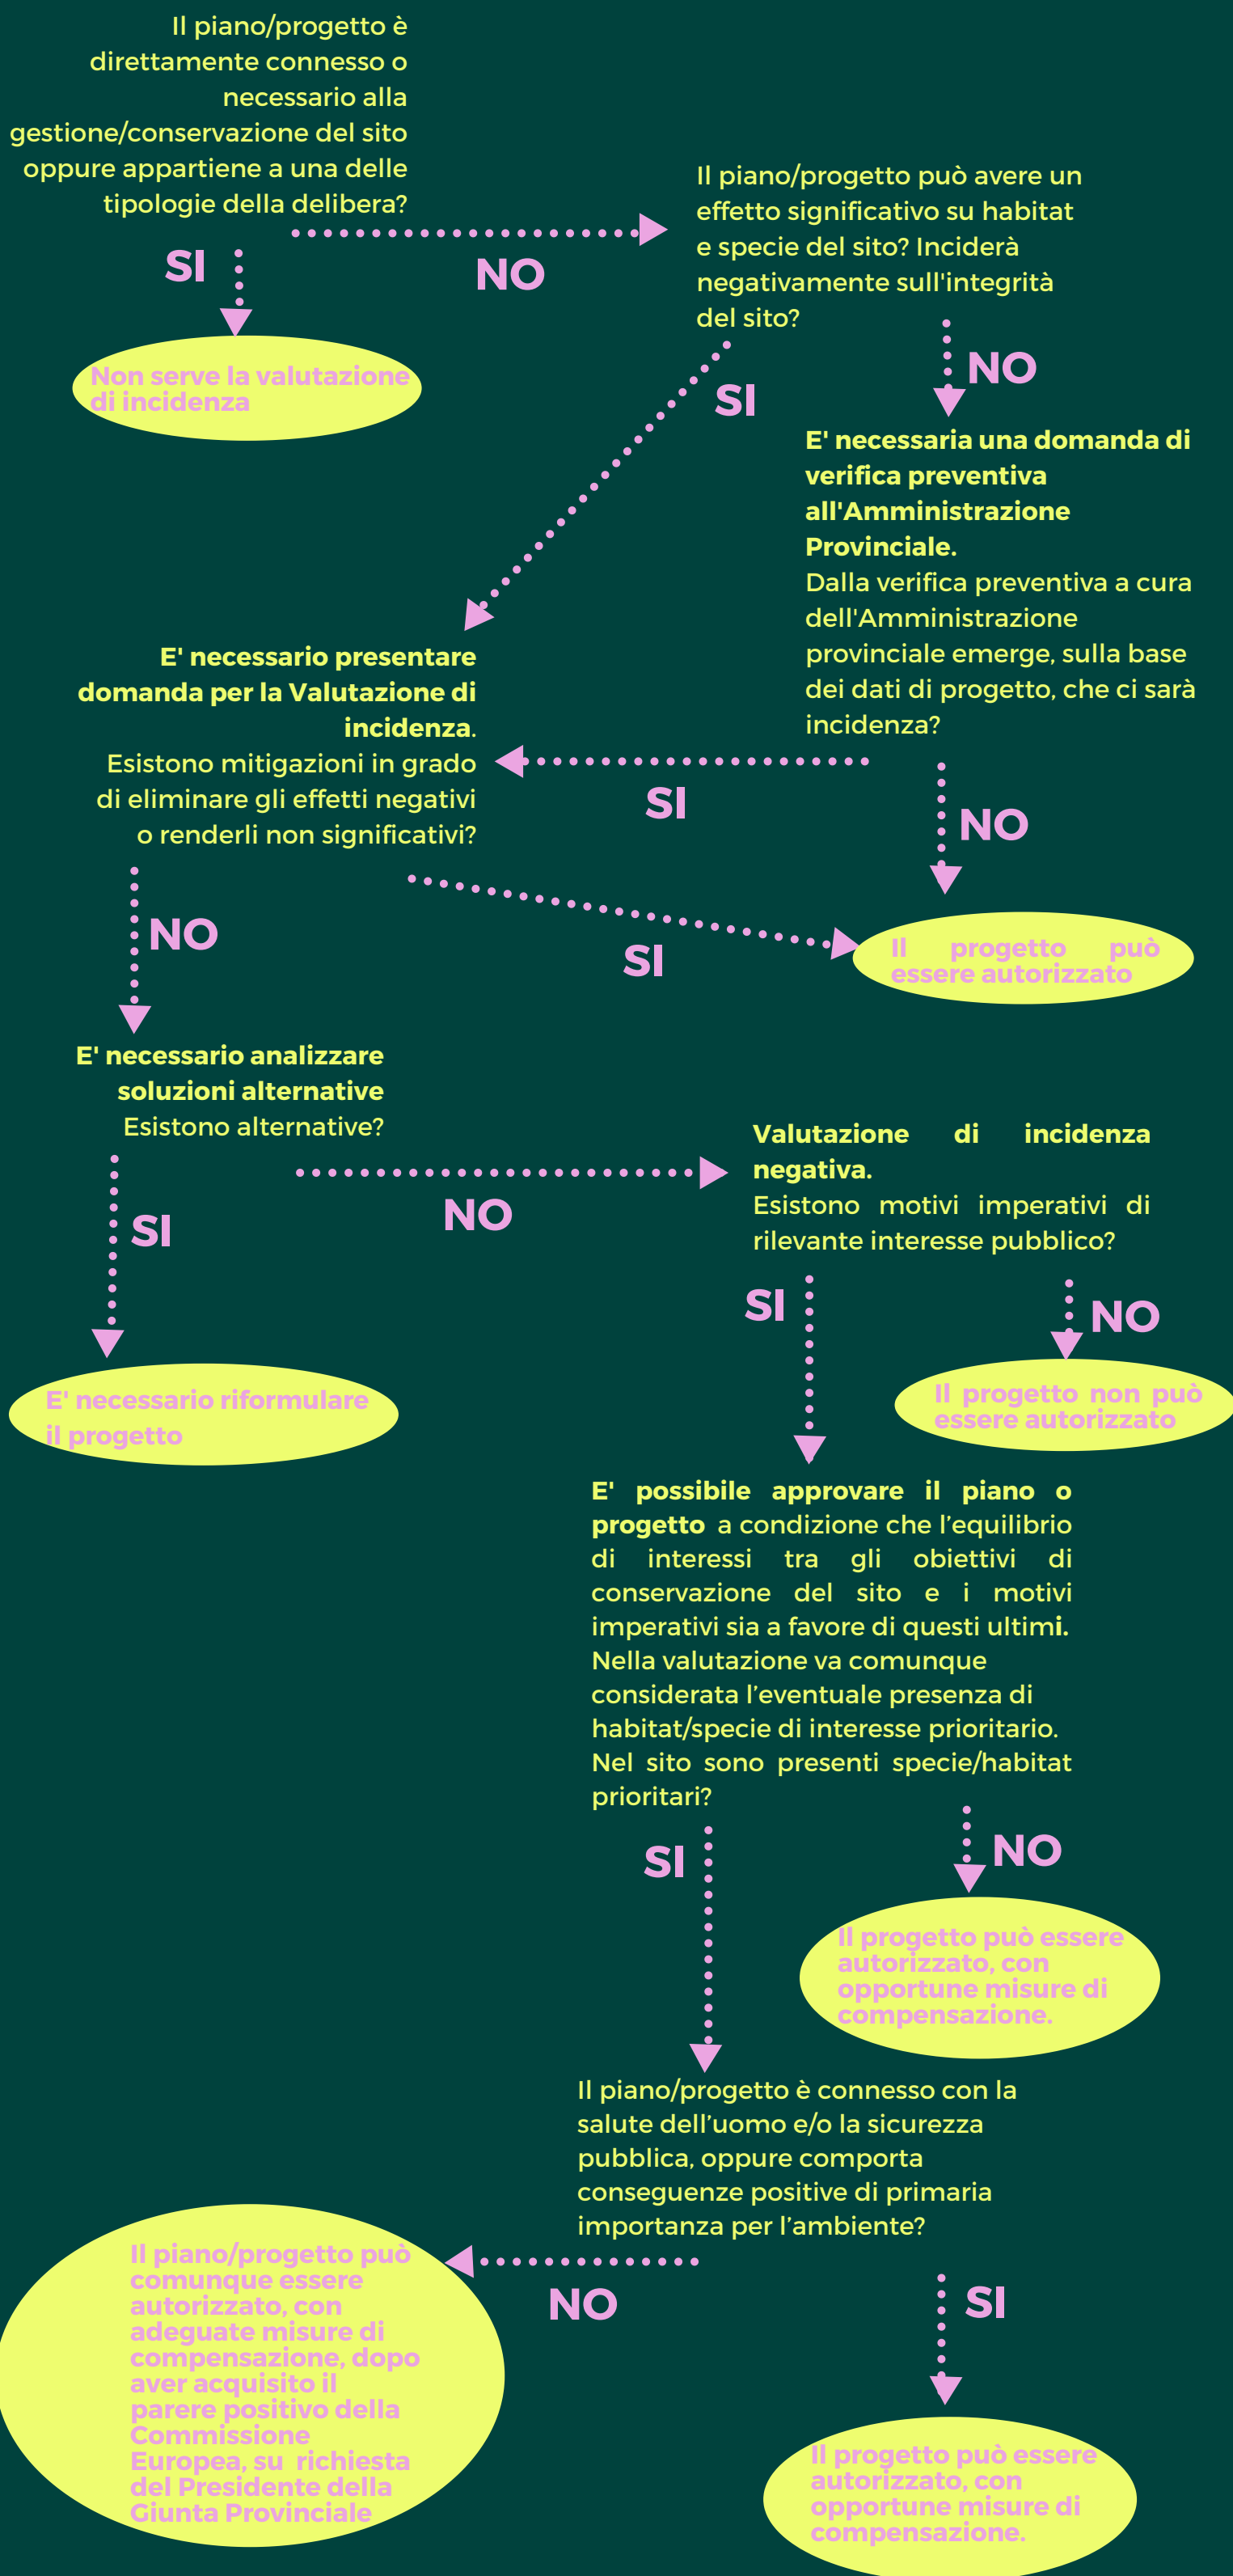 Il piano/progetto è
direttamente connesso o
necessario alla
gestione/conservazione del sito
oppure appartiene a una delle
tipologie della delibera?
SI
NO
Non serve la valutazione
di incidenza
Il piano/progetto può avere un
effetto significativo su habitat
e specie del sito? Inciderà
negativamente sull'integrità
del sito?
SI
NO
E' necessaria una domanda di
verifica preventiva
all'Amministrazione
Provinciale.
Dalla verifica preventiva a cura
dell'Amministrazione
provinciale emerge, sulla base
dei dati di progetto, che ci sarà
incidenza?
SI
NO
E' necessario presentare
domanda per la Valutazione di
incidenza.
Esistono mitigazioni in grado
di eliminare gli effetti negativi
o renderli non significativi?
NO
SI
Il progetto può
essere autorizzato
E' necessario analizzare
soluzioni alternative
Esistono alternative?
SI
NO
E' necessario riformulare
il progetto
Valutazione di incidenza
negativa.
Esistono motivi imperativi di
rilevante interesse pubblico?
SI
NO
Il progetto non può
essere autorizzato
E' possibile approvare il piano o
progetto a condizione che l’equilibrio
di interessi tra gli obiettivi di
conservazione del sito e i motivi
imperativi sia a favore di questi ultimi.
Nella valutazione va comunque
considerata l’eventuale presenza di
habitat/specie di interesse prioritario.
Nel sito sono presenti specie/habitat
prioritari?
SI
NO
Il progetto può essere
autorizzato, con
opportune misure di
compensazione.
Il piano/progetto è connesso con la
salute dell’uomo e/o la sicurezza
pubblica, oppure comporta
conseguenze positive di primaria
importanza per l’ambiente?
NO
SI
Il piano/progetto può
comunque essere
autorizzato, con
adeguate misure di
compensazione, dopo
aver acquisito il
parere positivo della
Commissione
Europea, su richiesta
del Presidente della
Giunta Provinciale
Il progetto può essere
autorizzato, con
opportune misure di
compensazione.